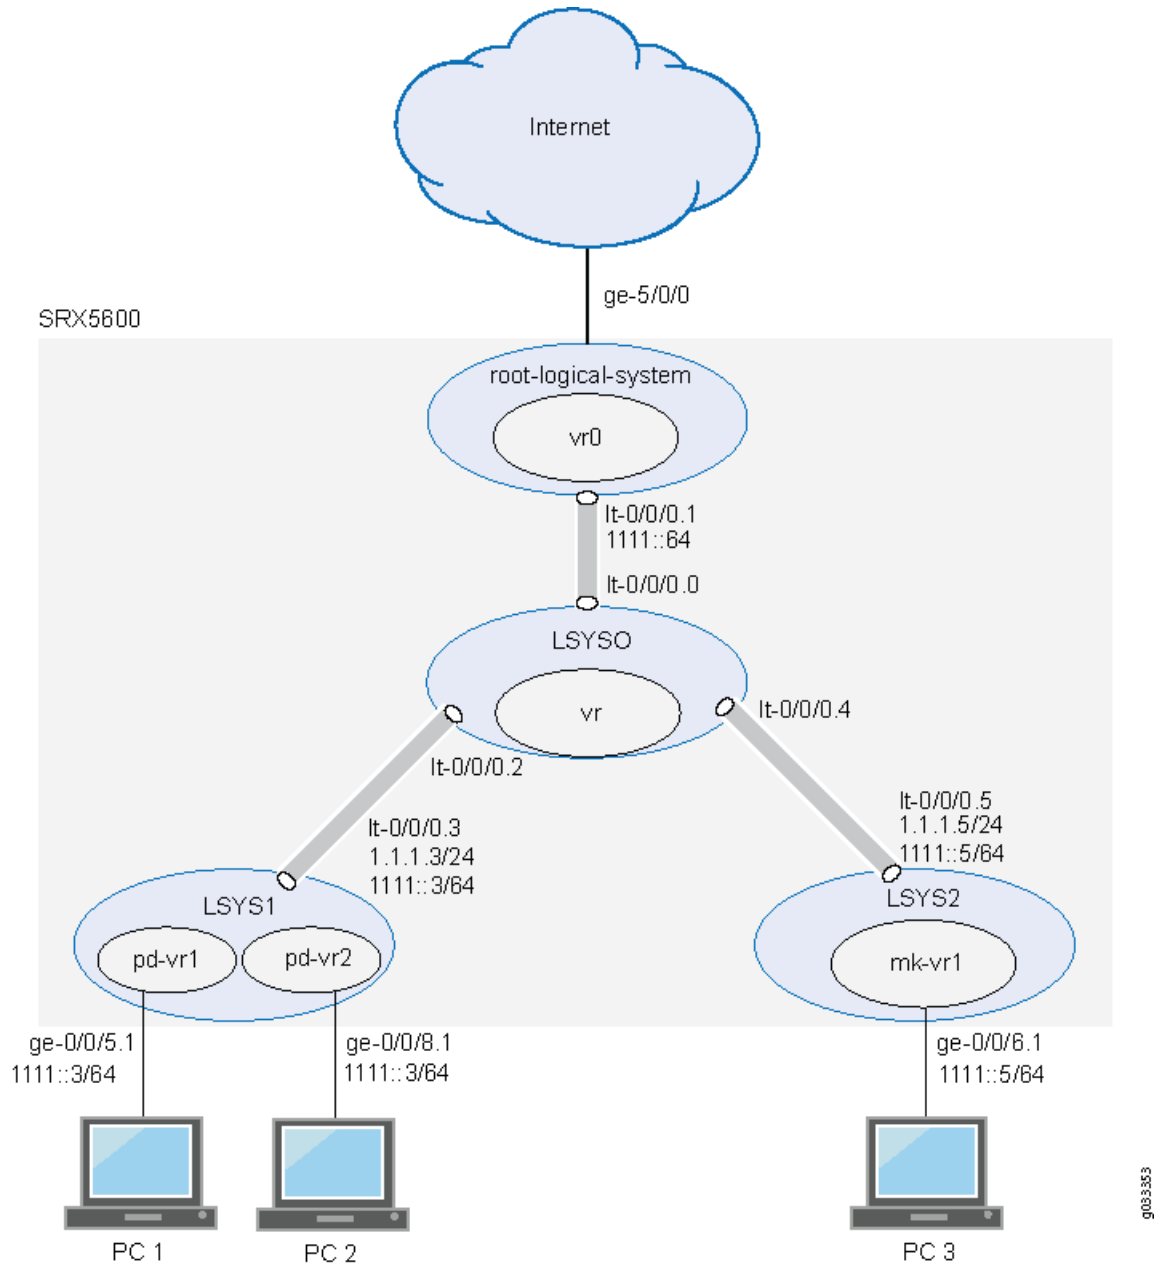 Internet
ge-5/0/0
SRX5600
root-logical-system
vr0
lt-0/0/0.1
1111::64
lt-0/0/0.0
LSYSO
vr
lt-0/0/0.4
lt-0/0/0.2
lt-0/0/0.3
1.1.1.3/24
1111::3/64
lt-0/0/0.5
1.1.1.5/24
1111::5/64
LSYS1
pd-vr1
pd-vr2
LSYS2
mk-vr1
ge-0/0/5.1
1111::3/64
ge-0/0/8.1
1111::3/64
ge-0/0/6.1
1111::5/64
PC 1
PC 2
PC 3
g033353